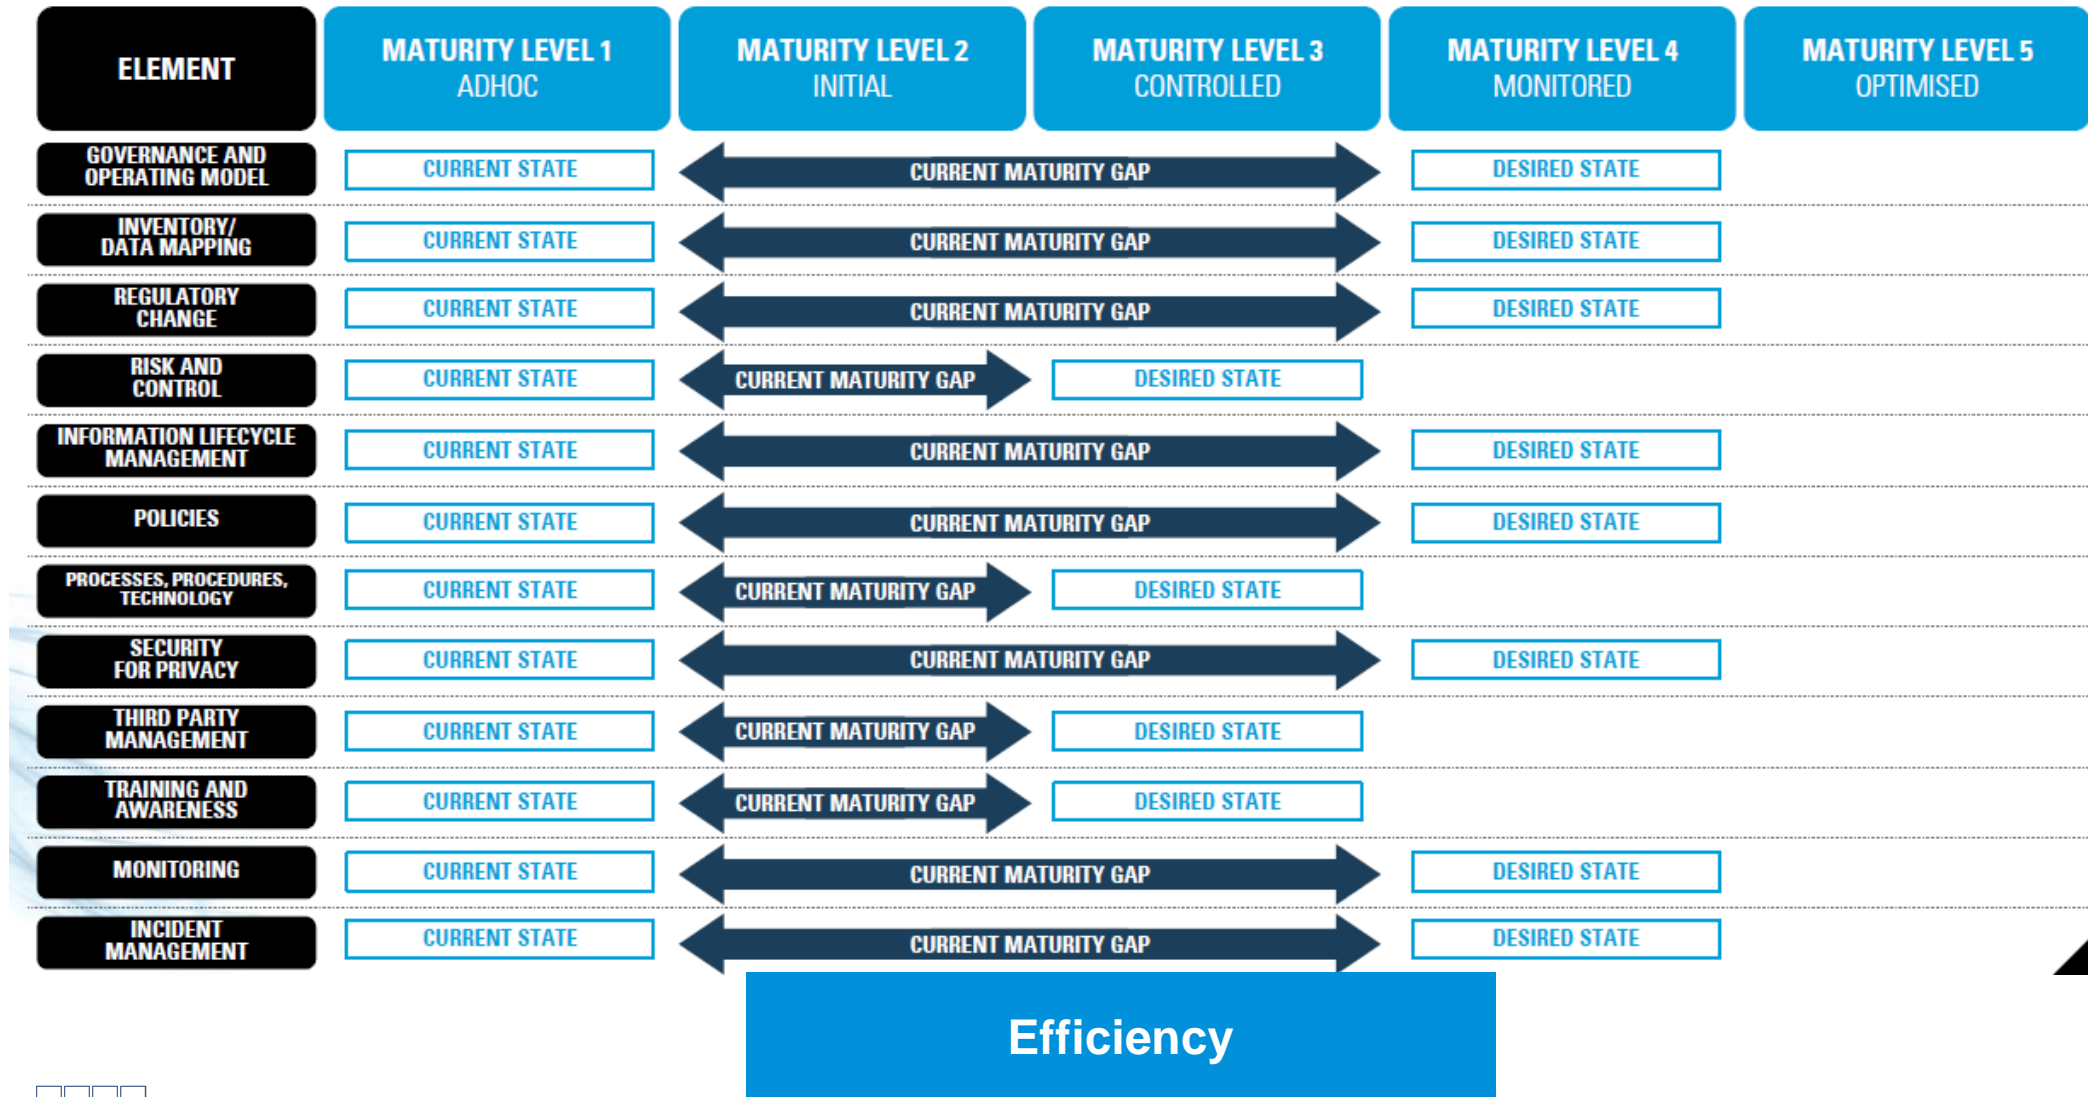 ELEMENT
MATURITY LEVEL 1
ADHOC
MATURITY LEVEL 2
INITIAL
MATURITY LEVEL 3
CONTROLLED
MATURITY LEVEL 4
MONITORED
MATURITY LEVEL 5
OPTIMISED
GOVERNANCE AND
OPERATING MODEL
CURRENT STATE
CURRENT MATURITY GAP
DESIRED STATE
INVENTORY/
DATA MAPPING
CURRENT STATE
CURRENT MATURITY GAP
DESIRED STATE
REGULATORY
CHANGE
CURRENT STATE
CURRENT MATURITY GAP
DESIRED STATE
RISK AND
CONTROL
CURRENT STATE
CURRENT MATURITY GAP
DESIRED STATE
INFORMATION LIFECYCLE
MANAGEMENT
CURRENT STATE
CURRENT MATURITY GAP
DESIRED STATE
POLICIES
CURRENT STATE
CURRENT MATURITY GAP
DESIRED STATE
PROCESSES, PROCEDURES,
TECHNOLOGY
CURRENT STATE
CURRENT MATURITY GAP
DESIRED STATE
SECURITY
FOR PRIVACY
CURRENT STATE
CURRENT MATURITY GAP
DESIRED STATE
THIRD PARTY
MANAGEMENT
CURRENT STATE
CURRENT MATURITY GAP
DESIRED STATE
TRAINING AND
AWARENESS
CURRENT STATE
CURRENT MATURITY GAP
DESIRED STATE
MONITORING
CURRENT STATE
CURRENT MATURITY GAP
DESIRED STATE
INCIDENT
MANAGEMENT
CURRENT STATE
CURRENT MATURITY GAP
DESIRED STATE
Efficiency